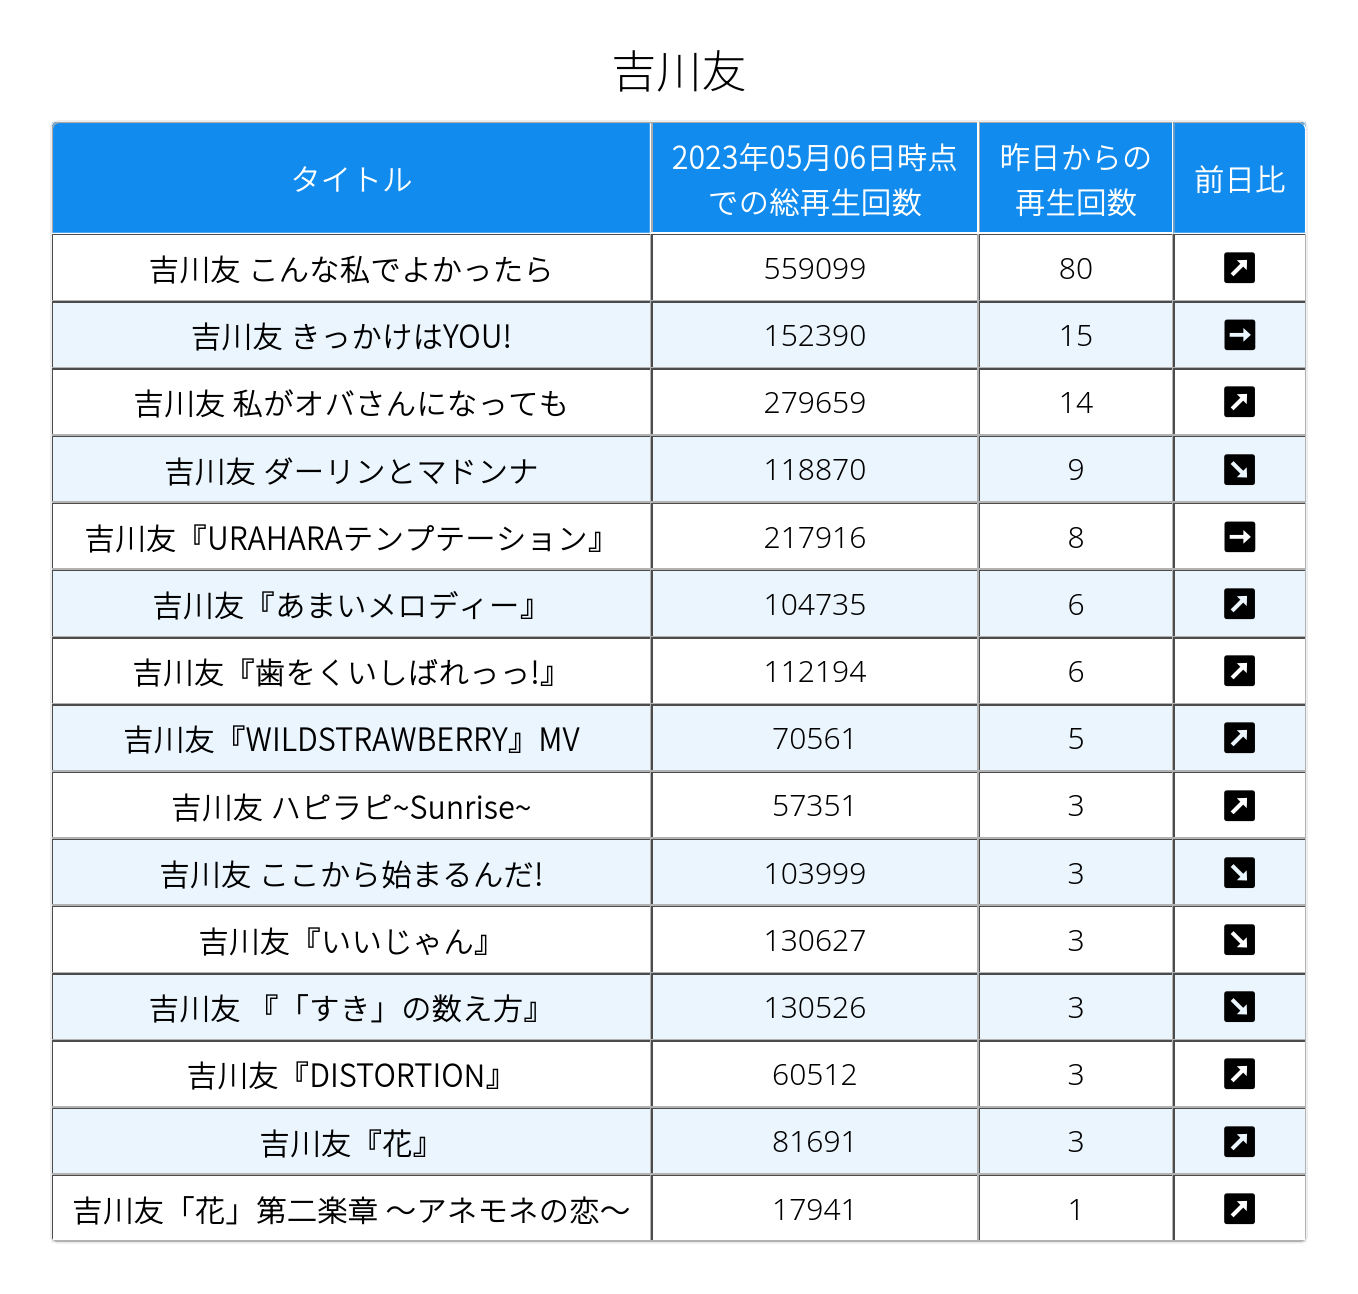 吉川友
タイトル
2023年05月06日時点
での総再生回数
昨日からの
再生回数
前日比
吉川友 こんな私でよかったら 559099 80
吉川友 きっかけはYOU! 152390 15
吉川友 私がオバさんになっても 279659 14
吉川友 ダーリンとマドンナ 118870 9
吉川友『URAHARAテンプテーション』 217916 8
吉川友『あまいメロディー』 104735 6
吉川友『歯をくいしばれっっ!』 112194 6
吉川友『WILDSTRAWBERRY』MV 70561 5
吉川友 ハピラピ~Sunrise~ 57351 3
吉川友 ここから始まるんだ! 103999 3
吉川友『いいじゃん』 130627 3
吉川友 『「すき」の数え方』 130526 3
吉川友『DISTORTION』 60512 3
吉川友『花』 81691 3
吉川友「花」第二楽章 〜アネモネの恋〜 17941 1